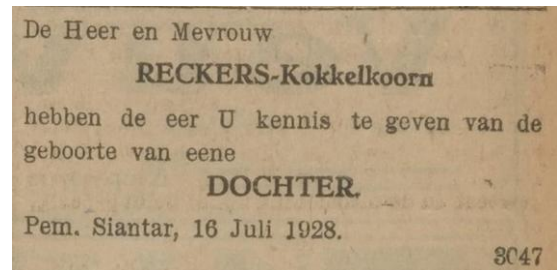 De Heer en Mevrouw
RECKERS-Kokkelkoorn
hebben de eer U kennis te geven van de
geboorte van eene
DOCHTER.
Pem. Siantar, 16 Juli 1928.
3047